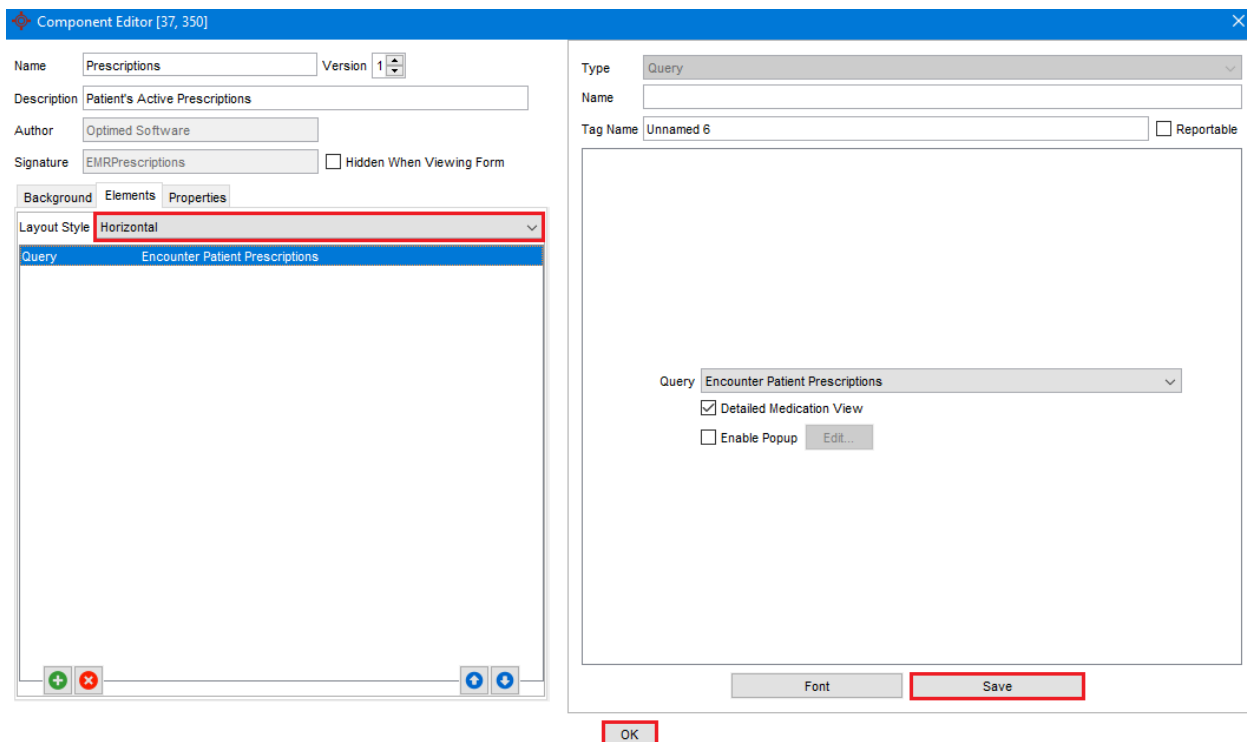 Component Editor [37, 350]
Name Prescriptions Version 1
Description Patient's Active Prescriptions
Author Optimed Software
Signature EMRPrescriptions Hidden When Viewing Form
Background Elements Properties
Layout Style Horizontal
Query Encounter Patient Prescriptions
Type Query
Name
Tag Name Unnamed 6 Reportable
Query Encounter Patient Prescriptions
Detailed Medication View
Enable Popup Edit...
Font Save
OK